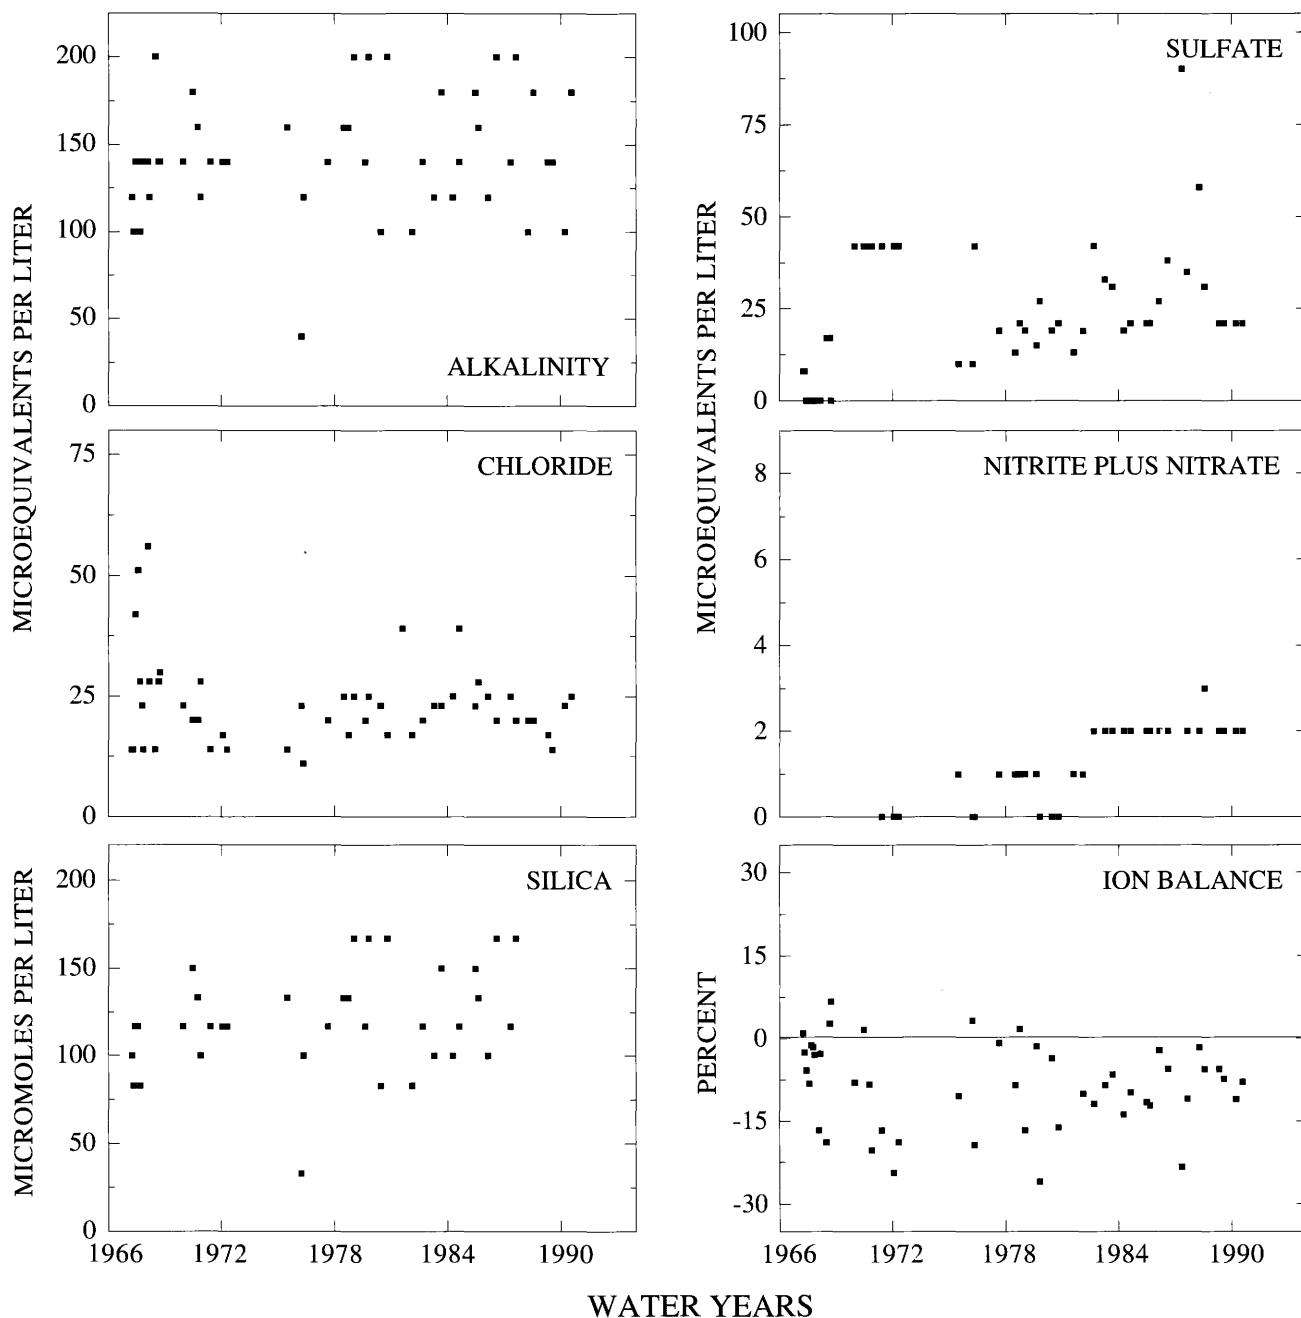 MICROEQUIVALENTS PER LITER
200
150
100
50
0
ALKALINITY
75
50
25
0
CHLORIDE
MICROMOLES PER LITER
200
150
100
50
0
SILICA
1966 1972 1978 1984 1990
MICROEQUIVALENTS PER LITER
100
75
50
25
0
SULFATE
8
6
4
2
0
NITRITE PLUS NITRATE
PERCENT
30
15
0
-15
-30
ION BALANCE
1966 1972 1978 1984 1990
WATER YEARS